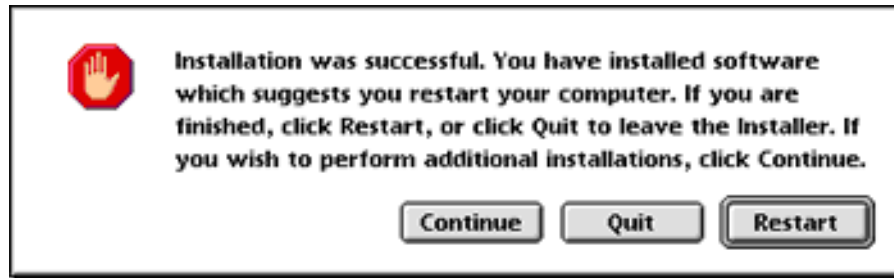 Installation was successful. You have installed software
which suggests you restart your computer. If you are
finished, click Restart, or click Quit to leave the Installer. If
you wish to perform additional installations, click Continue.
Continue Quit Restart